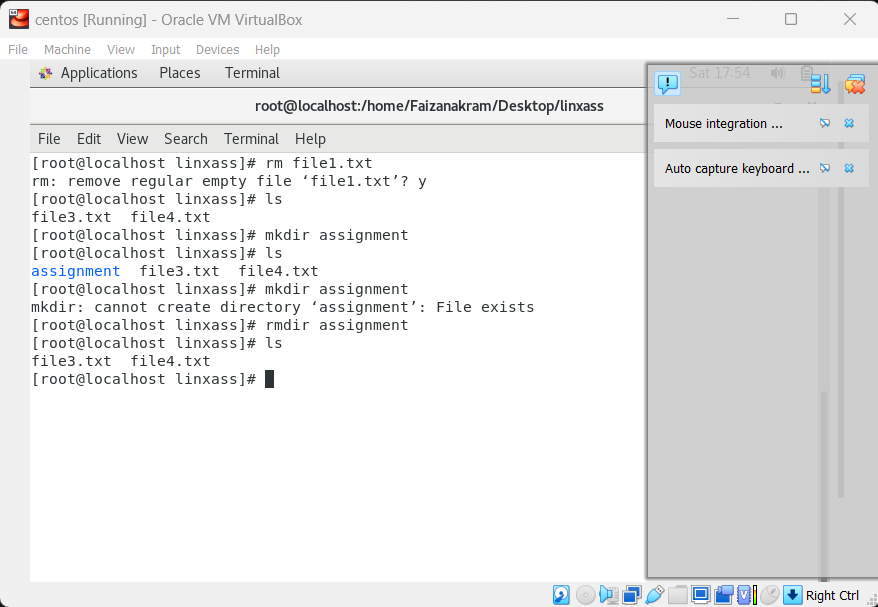 centos [Running] - Oracle VM VirtualBox
File Machine View Input Devices Help
Applications Places Terminal
Sat 17:54
root@localhost:/home/Faizanakram/Desktop/linxass
Mouse integration ...
File Edit View Search Terminal Help
[root@localhost linxass]# rm file1.txt
Auto capture keyboard ...
rm: remove regular empty file ‘file1.txt’? y
[root@localhost linxass]# ls
file3.txt file4.txt
[root@localhost linxass]# mkdir assignment
[root@localhost linxass]# ls
assignment file3.txt file4.txt
[root@localhost linxass]# mkdir assignment
mkdir: cannot create directory ‘assignment’: File exists
[root@localhost linxass]# rmdir assignment
[root@localhost linxass]# ls
file3.txt file4.txt
[root@localhost linxass]#
Right Ctrl